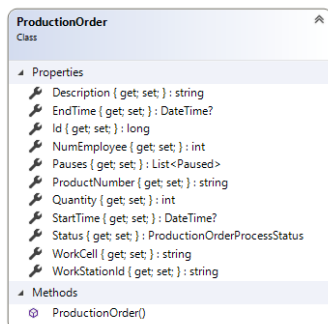 ProductionOrder
Class
Properties
Description { get; set; } : string
EndTime { get; set; } : DateTime?
Id { get; set; } : long
NumEmployee { get; set; } : int
Pauses { get; set; } : List<Paused>
ProductNumber { get; set; } : string
Quantity { get; set; } : int
StartTime { get; set; } : DateTime?
Status { get; set; } : ProductionOrderProcessStatus
WorkCell { get; set; } : string
WorkStationId { get; set; } : string
Methods
ProductionOrder()